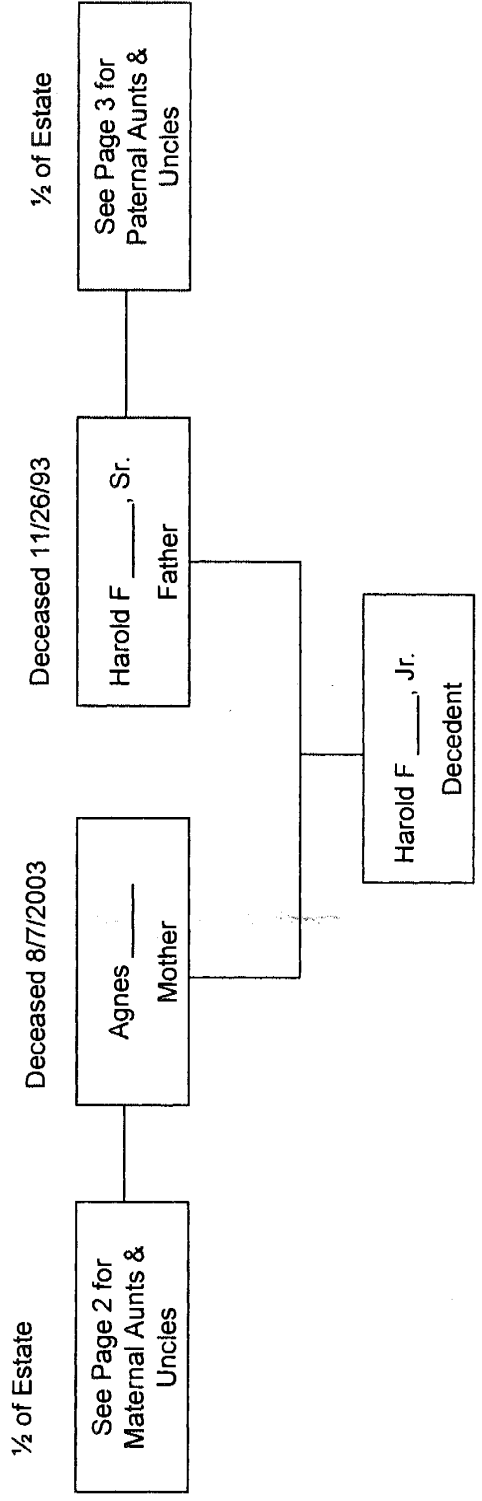 ½ of Estate
See Page 2 for
Maternal Aunts &
Uncles
Deceased 8/7/2003
Agnes _____
Mother
Deceased 11/26/93
Harold F _____, Sr.
Father
½ of Estate
See Page 3 for
Paternal Aunts &
Uncles
Harold F ____, Jr.
Decedent